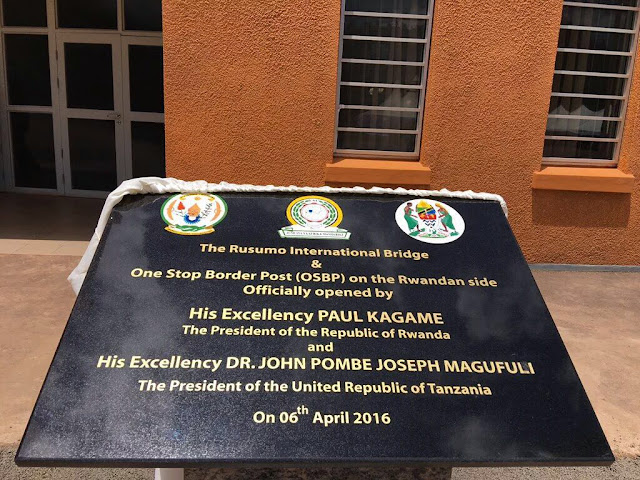 The Rusumo International Bridge
&
One Stop Border Post (OSBP) on the Rwandan side
Officially opened by
His Excellency PAUL KAGAME
The President of the Republic of Rwanda
and
His Excellency DR. JOHN POMBE JOSEPH MAGUFULI
The President of the United Republic of Tanzania
On 06th April 2016